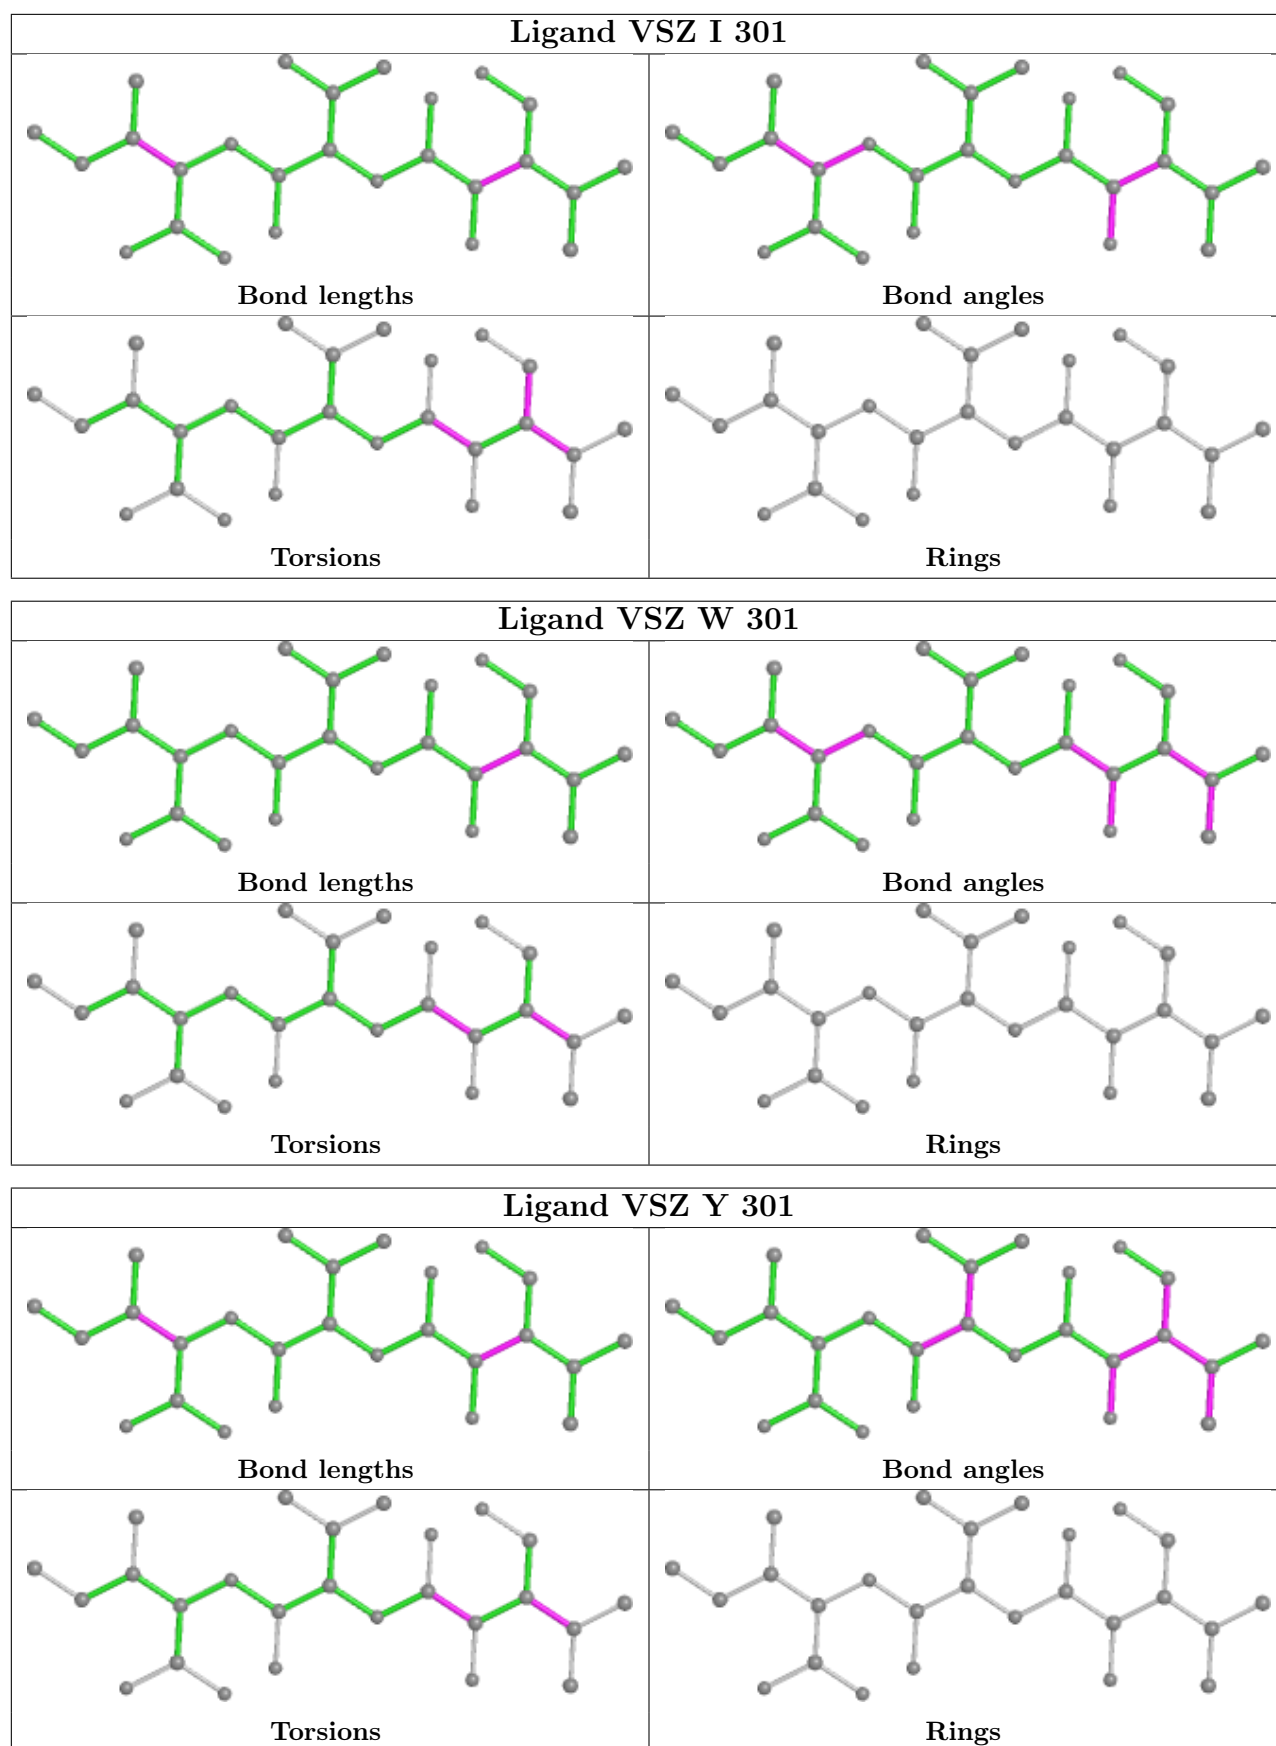 Ligand VSZ I 301
Bond lengths
Bond angles
Torsions
Rings
Ligand VSZ W 301
Bond lengths
Bond angles
Torsions
Rings
Ligand VSZ Y 301
Bond lengths
Bond angles
Torsions
Rings